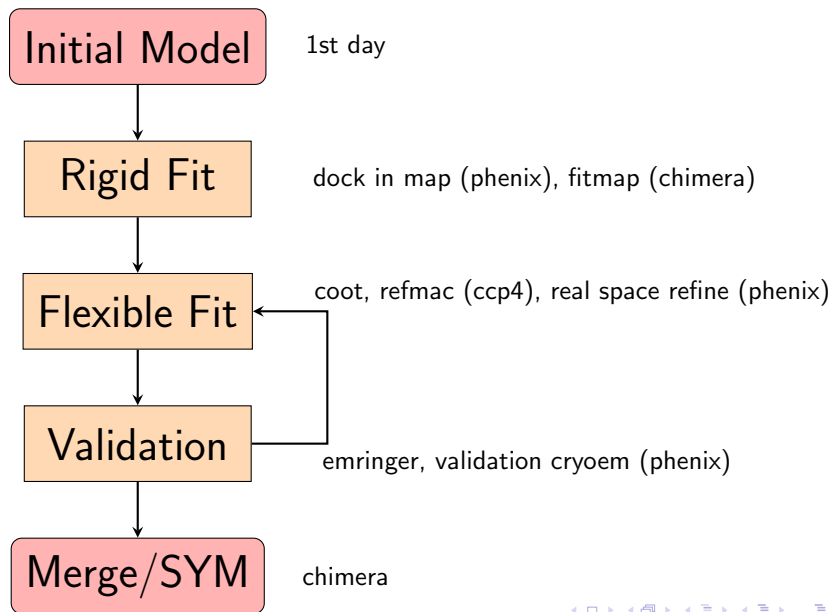 Initial Model
1st day
Rigid Fit
dock in map (phenix), fitmap (chimera)
Flexible Fit
coot, refmac (ccp4), real space refine (phenix)
Validation
emringer, validation cryoem (phenix)
Merge/SYM
chimera